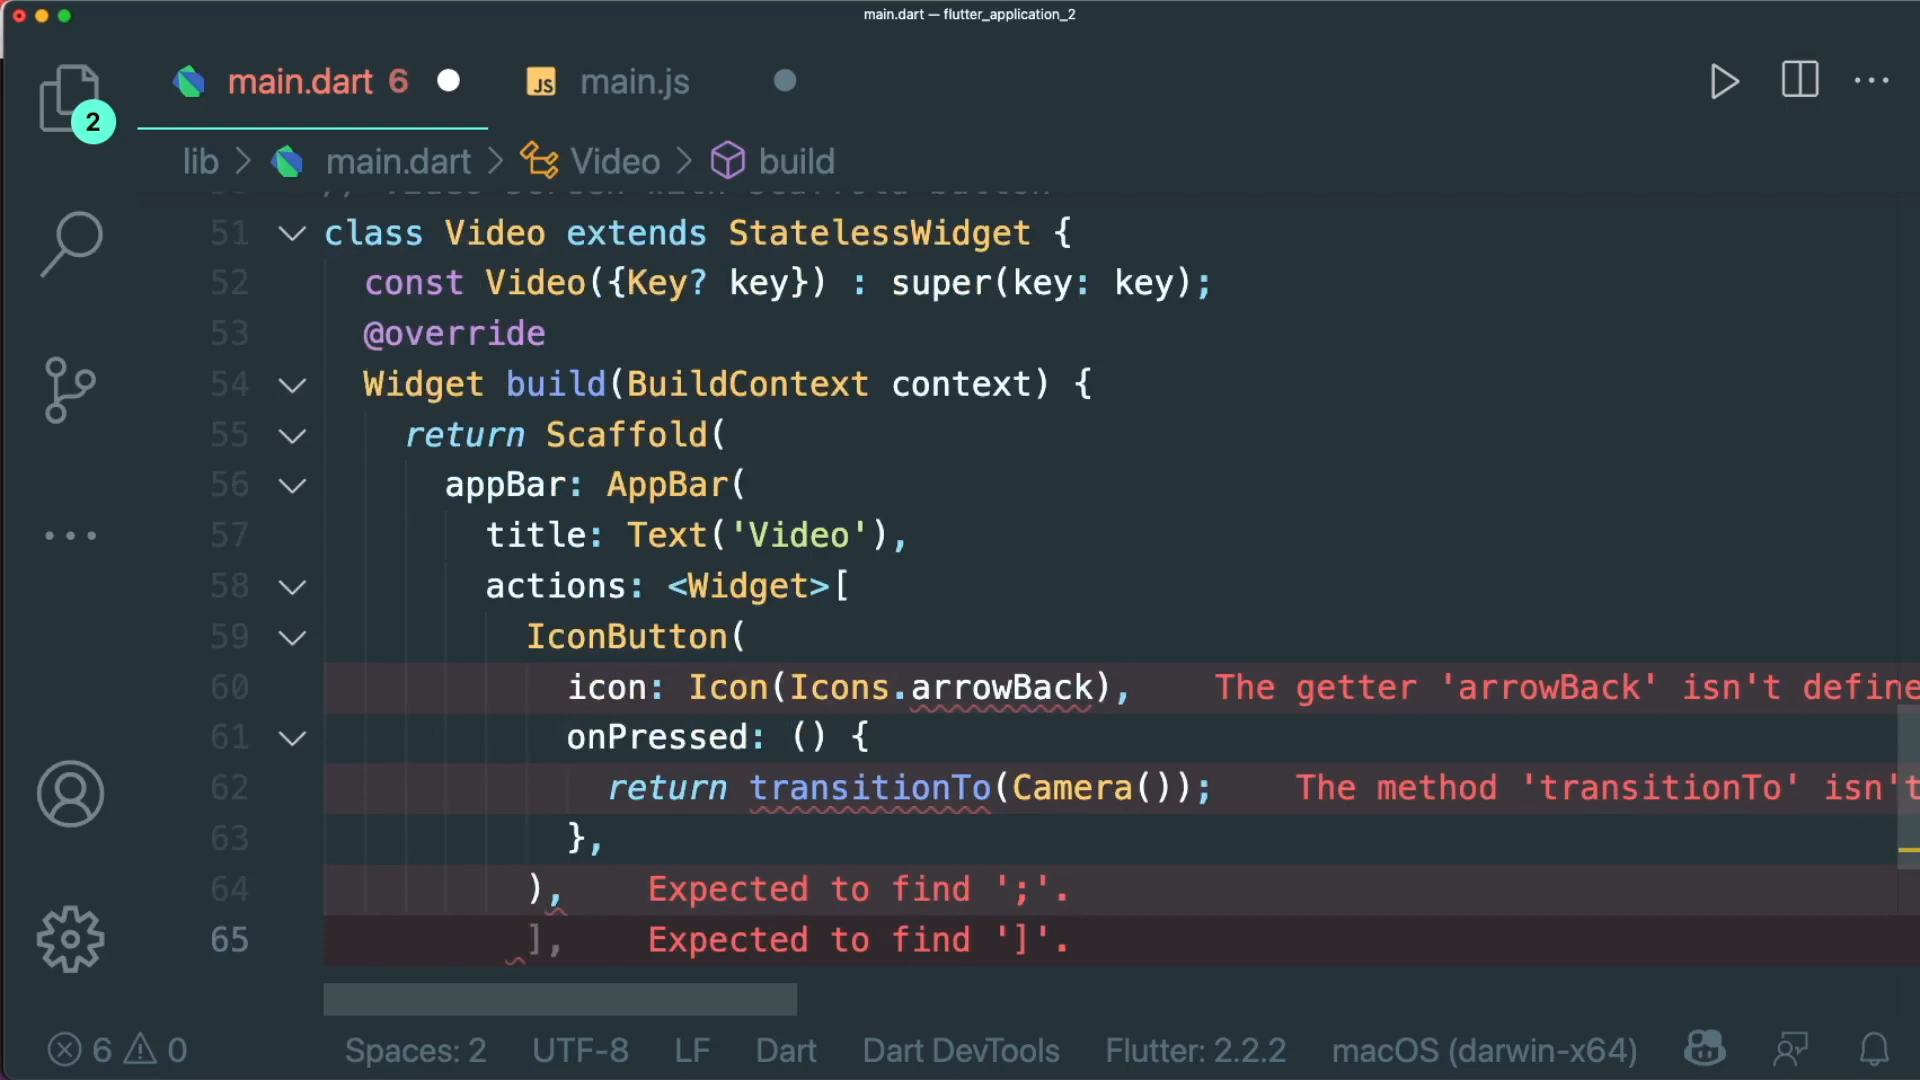 main.dart — flutter_application_2
main.dart 6
JS main.js
2
lib > main.dart > Video > build
51 class Video extends StatelessWidget {
52 const Video({Key? key}) : super(key: key);
53 @override
54 Widget build(BuildContext context) {
55 return Scaffold(
56 appBar: AppBar(
57 title: Text('Video'),
58 actions: <Widget>[
59 IconButton(
60 icon: Icon(Icons.arrowBack), The getter 'arrowBack' isn't define
61 onPressed: () {
62 return transitionTo(Camera()); The method 'transitionTo' isn't
63 },
64 ), Expected to find ';'.
65 ], Expected to find ']'.
6 0 Spaces: 2 UTF-8 LF Dart Dart DevTools Flutter: 2.2.2 macOS (darwin-x64)